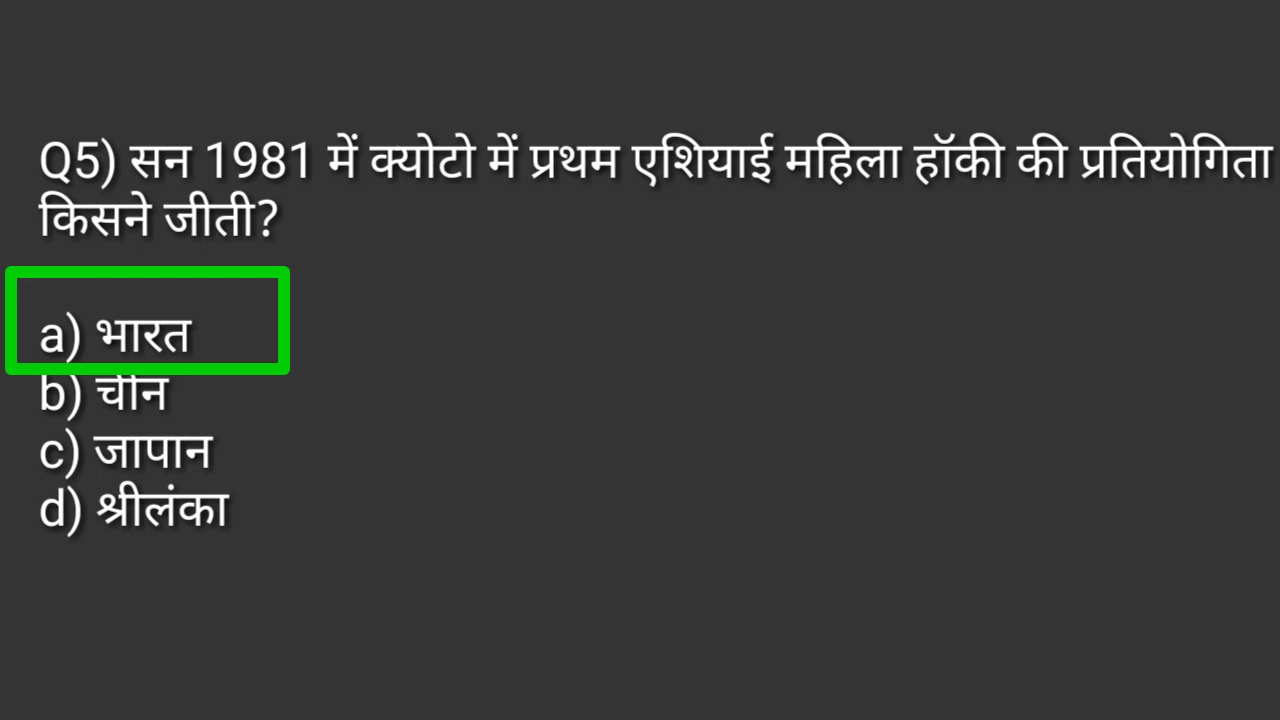 Q5) सन 1981 में क्योटो में प्रथम एशियाई महिला हॉकी की प्रतियोगिता
किसने जीती?
a) भारत
b) चीन
c) जापान
d) श्रीलंका